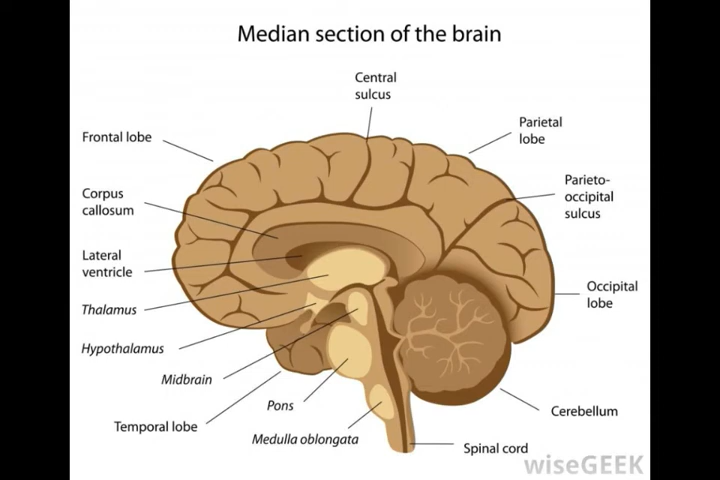 Median section of the brain
Central
sulcus
Frontal lobe
Parietal
lobe
Corpus
callosum
Parieto-
occipital
sulcus
Lateral
ventricle
Thalamus
Occipital
lobe
Hypothalamus
Midbrain
Pons
Cerebellum
Temporal lobe
Medulla oblongata
Spinal cord
wiseGEEK